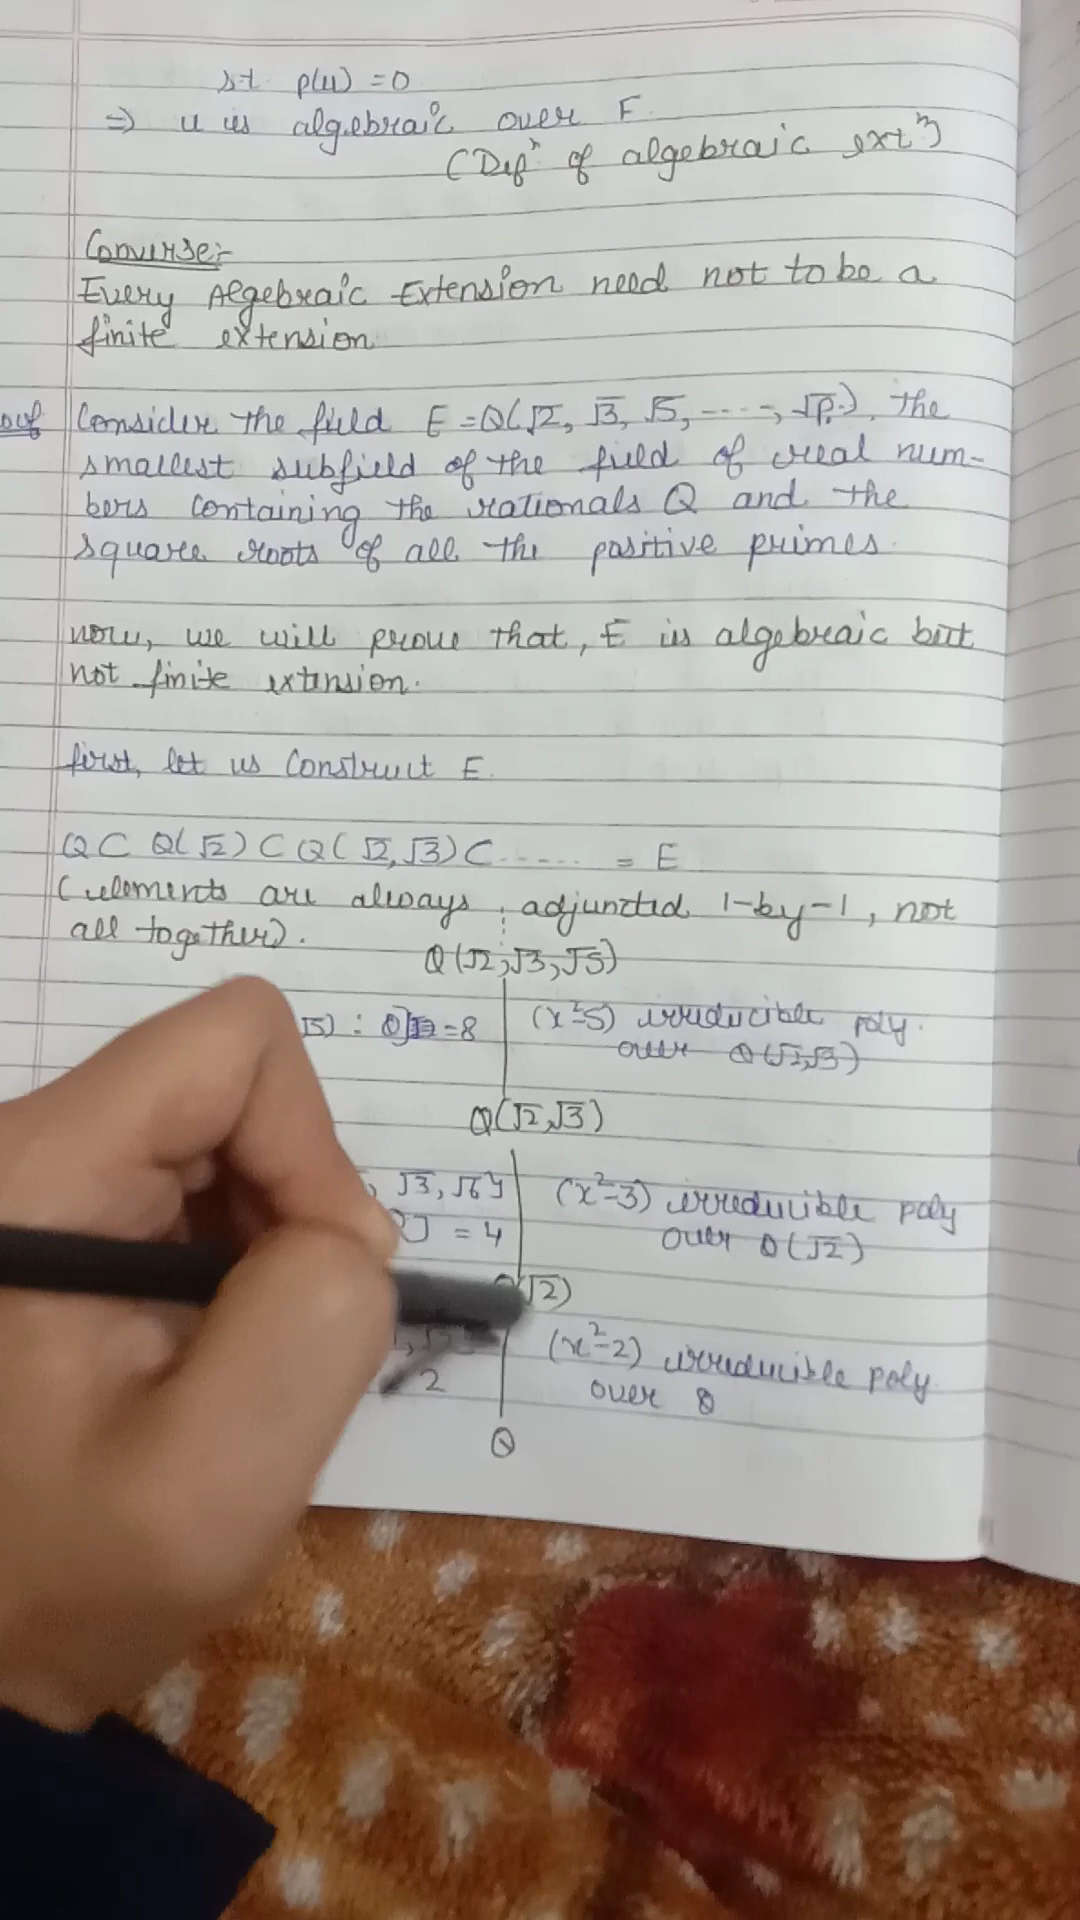 s.t. p(u) = 0
⇒ u is algebraic over F.
(Defⁿ of algebraic extⁿ)
Converse:-
Every Algebraic Extension need not to be a
finite extension.
Consider the field E = Q(√2, √3, √5, ----, √p..), the
smallest subfield of the field of real num-
bers containing the rationals Q and the
square roots of all the positive primes.
now, we will prove that, E is algebraic but
not finite extension.
first, let us Construct E.
Q ⊂ Q(√2) ⊂ Q(√2,√3) ⊂ ...... = E
(elements are always adjuncted 1-by-1, not
all together).
Q(√2,√3,√5)
√5) : Q] = 8 (x²-5) irreducible poly.
over Q(√2,√3)
Q(√2,√3)
, √3, √6} (x²-3) irreducible poly
Q] = 4 over Q(√2)
(√2)
(x²-2) irreducible poly.
2 over Q
Q